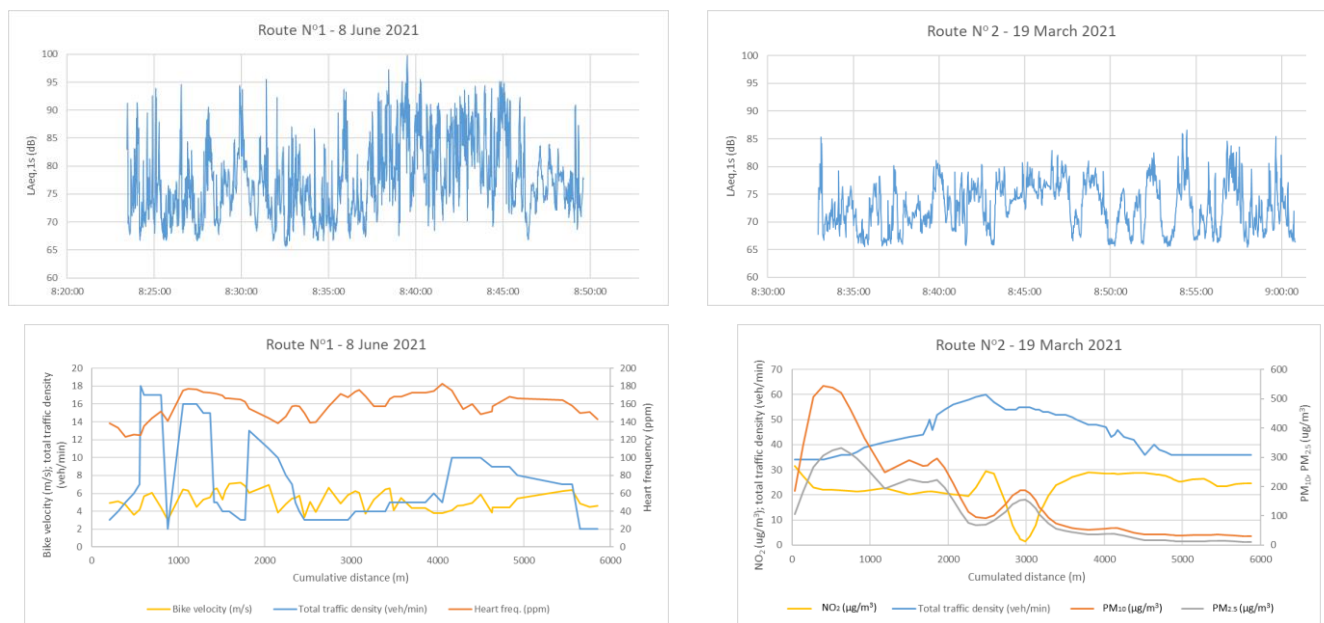 Route Nº1 - 8 June 2021
100
95
90
85
80
75
70
65
60
LAeq,1s (dB)
8:20:00 8:25:00 8:30:00 8:35:00 8:40:00 8:45:00 8:50:00
Route Nº 2 - 19 March 2021
100
95
90
85
80
75
70
65
60
LAeq,1s (dB)
8:30:00 8:35:00 8:40:00 8:45:00 8:50:00 8:55:00 9:00:00
Route Nº1 - 8 June 2021
20
18
16
14
12
10
8
6
4
2
0
Bike velocity (m/s); total traffic density
(veh/min)
200
180
160
140
120
100
80
60
40
20
0
Heart frequency (ppm)
0 1000 2000 3000 4000 5000 6000
Cumulative distance (m)
Bike velocity (m/s) Total traffic density (veh/min) Heart freq. (ppm)
Route Nº2 - 19 March 2021
70
60
50
40
30
20
10
0
NO₂ (ug/m³); total traffic density (veh/min)
600
500
400
300
200
100
0
PM₁₀, PM₂.₅ (ug/m³)
0 1000 2000 3000 4000 5000 6000
Cumulated distance (m)
NO₂ (µg/m³) Total traffic density (veh/min) PM₁₀ (µg/m³) PM₂.₅ (µg/m³)